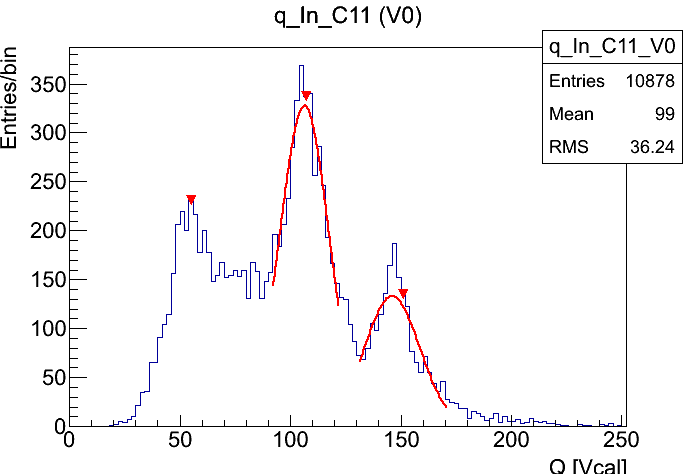 q_In_C11 (V0)
q_In_C11_V0
Entries 10878
Mean 99
RMS 36.24
Entries/bin
350
300
250
200
150
100
50
0
0 50 100 150 200 250
Q [Vcal]